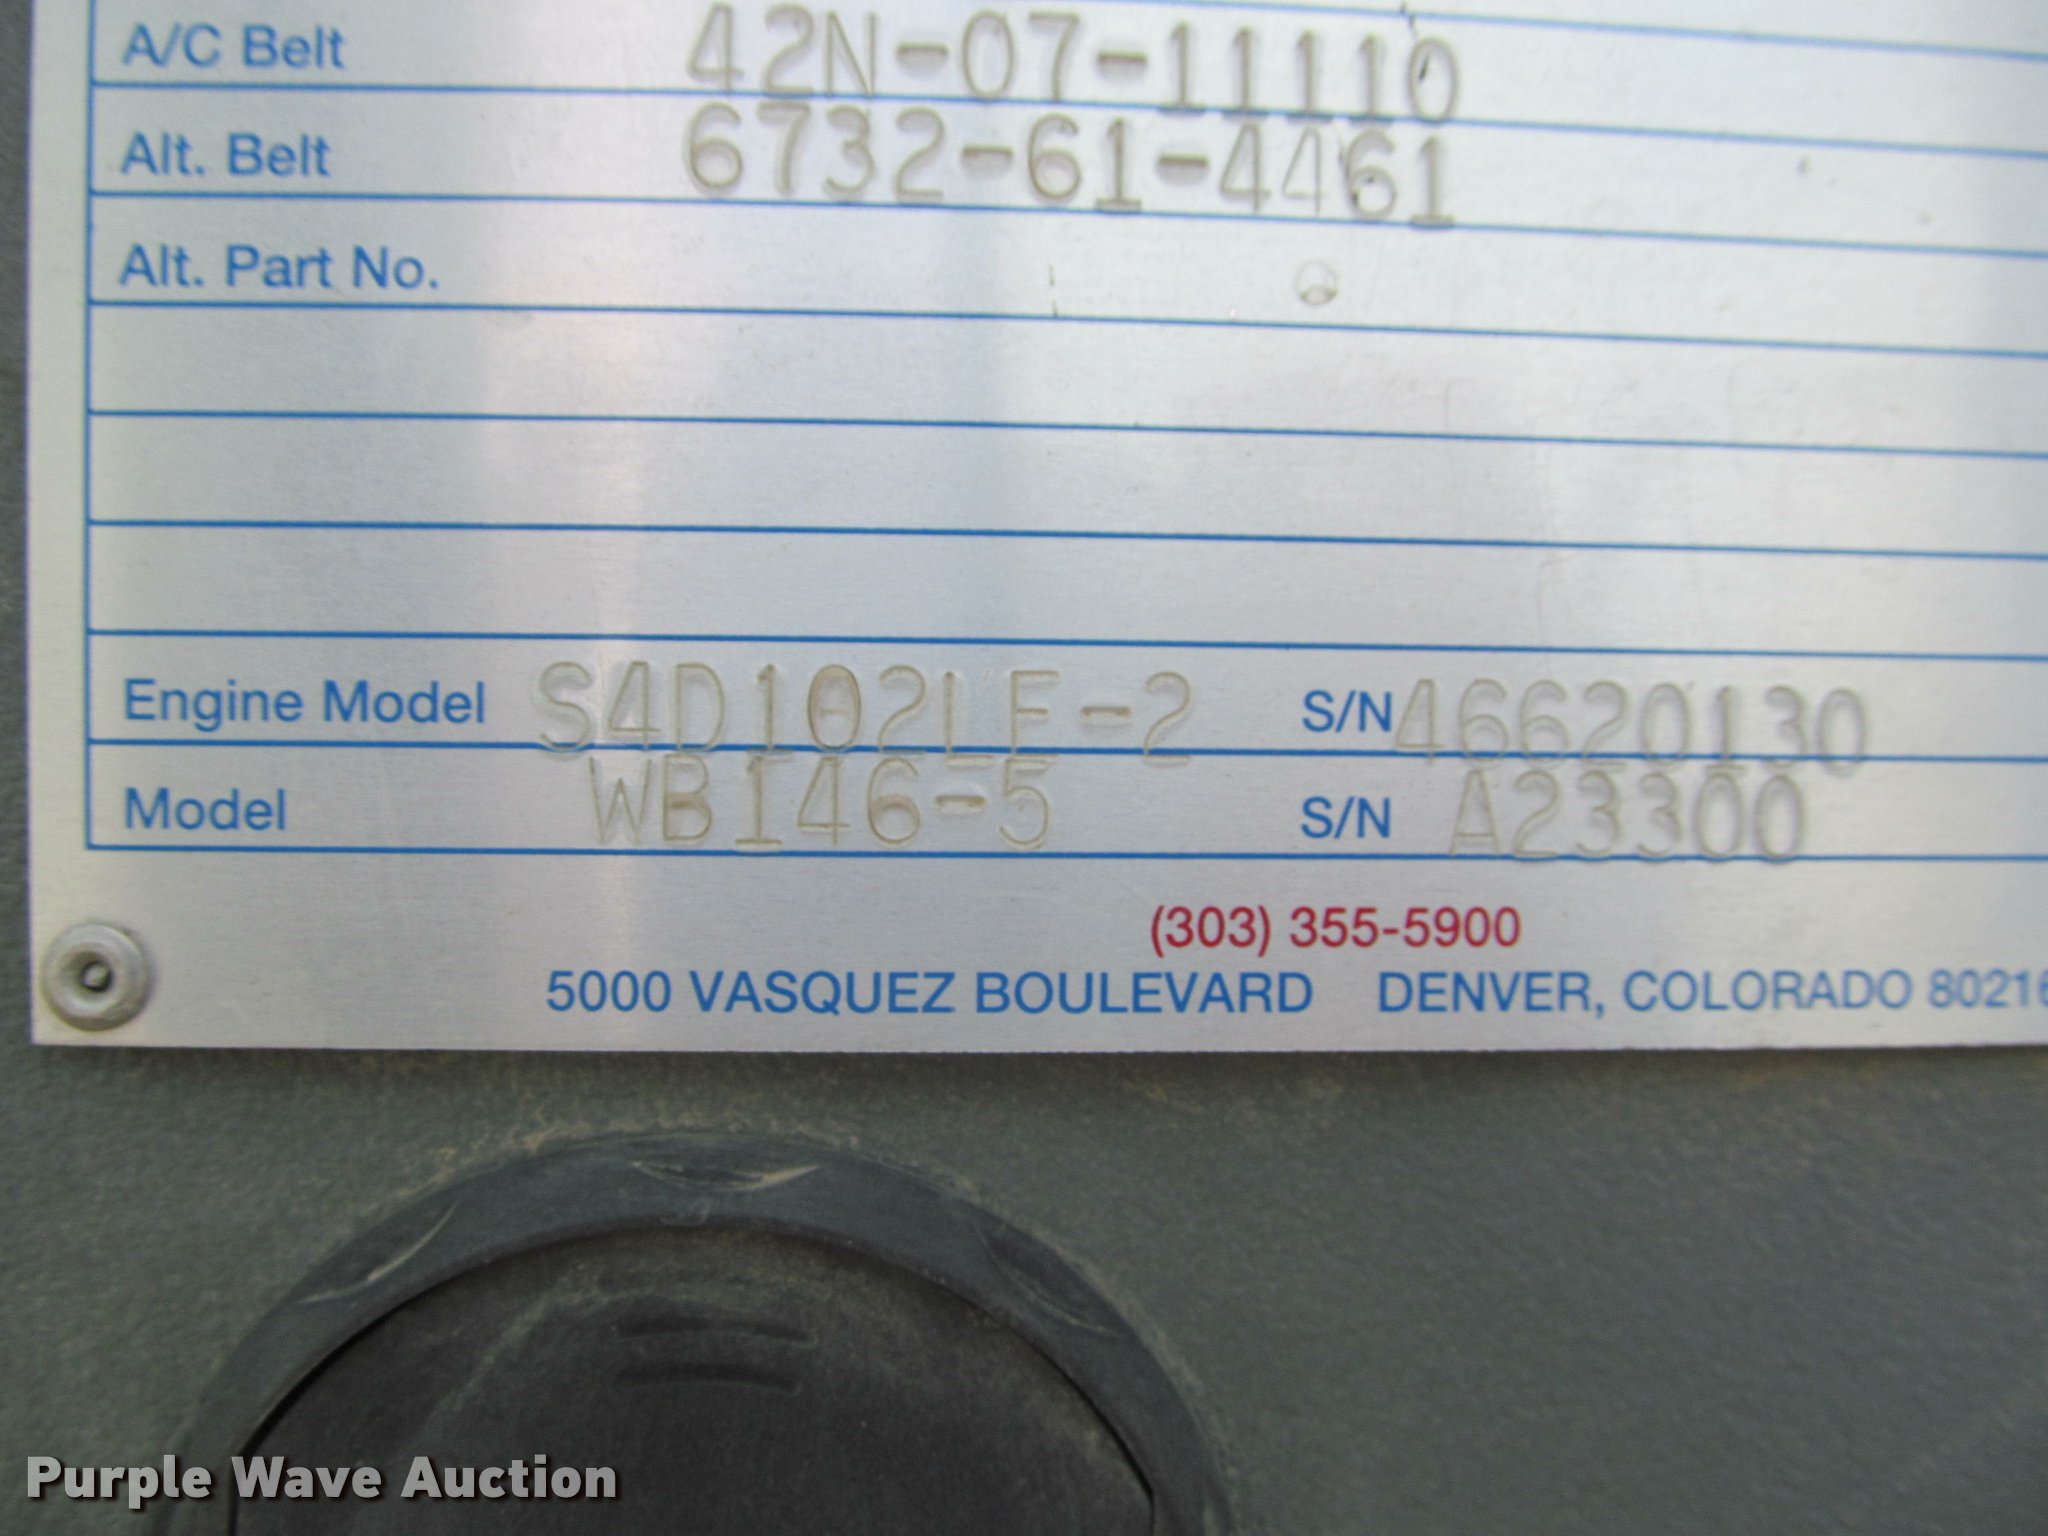 A/C Belt 42N-07-11110
Alt. Belt 6732-61-4461
Alt. Part No.
Engine Model S4D102LE-2 S/N 46620130
Model WB146-5 S/N A23300
(303) 355-5900
5000 VASQUEZ BOULEVARD DENVER, COLORADO 80216
Purple Wave Auction